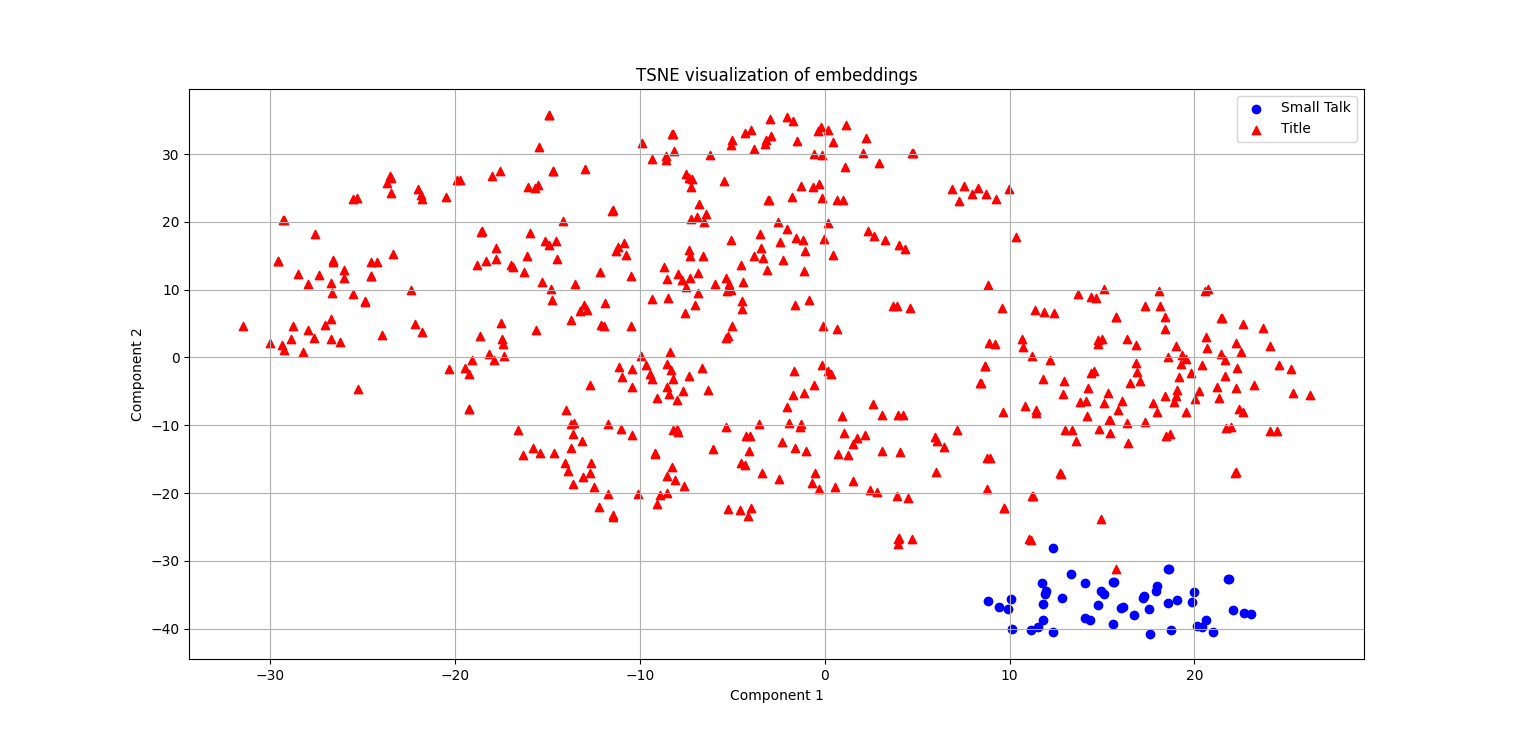 TSNE visualization of embeddings
Small Talk
Title
30
20
10
0
−10
−20
−30
−40
Component 2
−30
−20
−10
0
10
20
Component 1